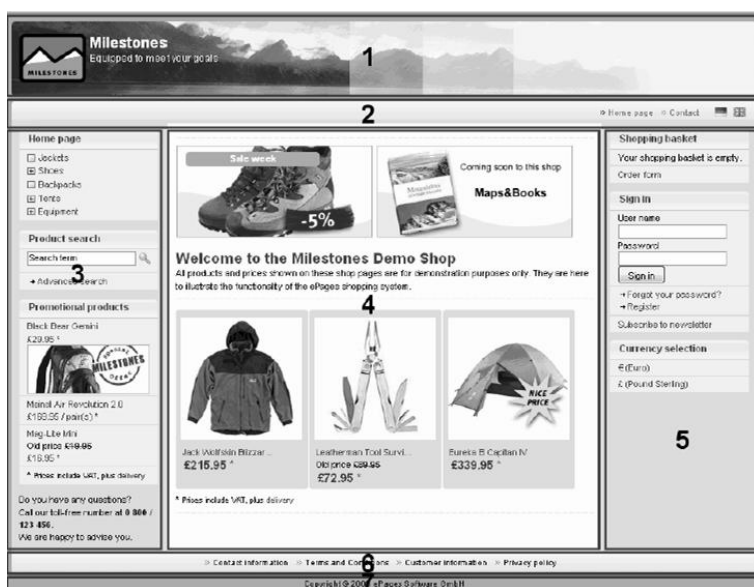 Milestones
Equipped to meet your goals
MILESTONES
1
2
Home page
Contact
Home page
Jackets
Shoes
Backpacks
Tents
Equipment
Product search
Search term
3
Advanced search
Promotional products
Black Bear Gemini
£29.95 *
MILESTONES
Meindl Air Revolution 2.0
£169.95 / pair(s) *
Mag-Lite Mini
Old price £19.95
£16.95 *
* Prices include VAT, plus delivery
Do you have any questions?
Call our toll-free number at 0 800 /
123 456.
We are happy to advise you.
Sale week
-5%
Coming soon to this shop
Maps&Books
Welcome to the Milestones Demo Shop
All products and prices shown on these shop pages are for demonstration purposes only. They are here
to illustrate the functionality of the ePages shopping system.
4
NICE
PRICE
Jack Wolfskin Blizzar...
£215.95 *
Leatherman Tool Survi...
Old price £89.95
£72.95 *
Eureka El Capitan IV
£339.95 *
* Prices include VAT, plus delivery
Shopping basket
Your shopping basket is empty.
Order form
Sign in
User name
Password
Sign in
Forgot your password?
Register
Subscribe to newsletter
Currency selection
€ (Euro)
£ (Pound Sterling)
5
Contact information
Terms and Conditions
Customer information
Privacy policy
6
7
ePages Software GmbH